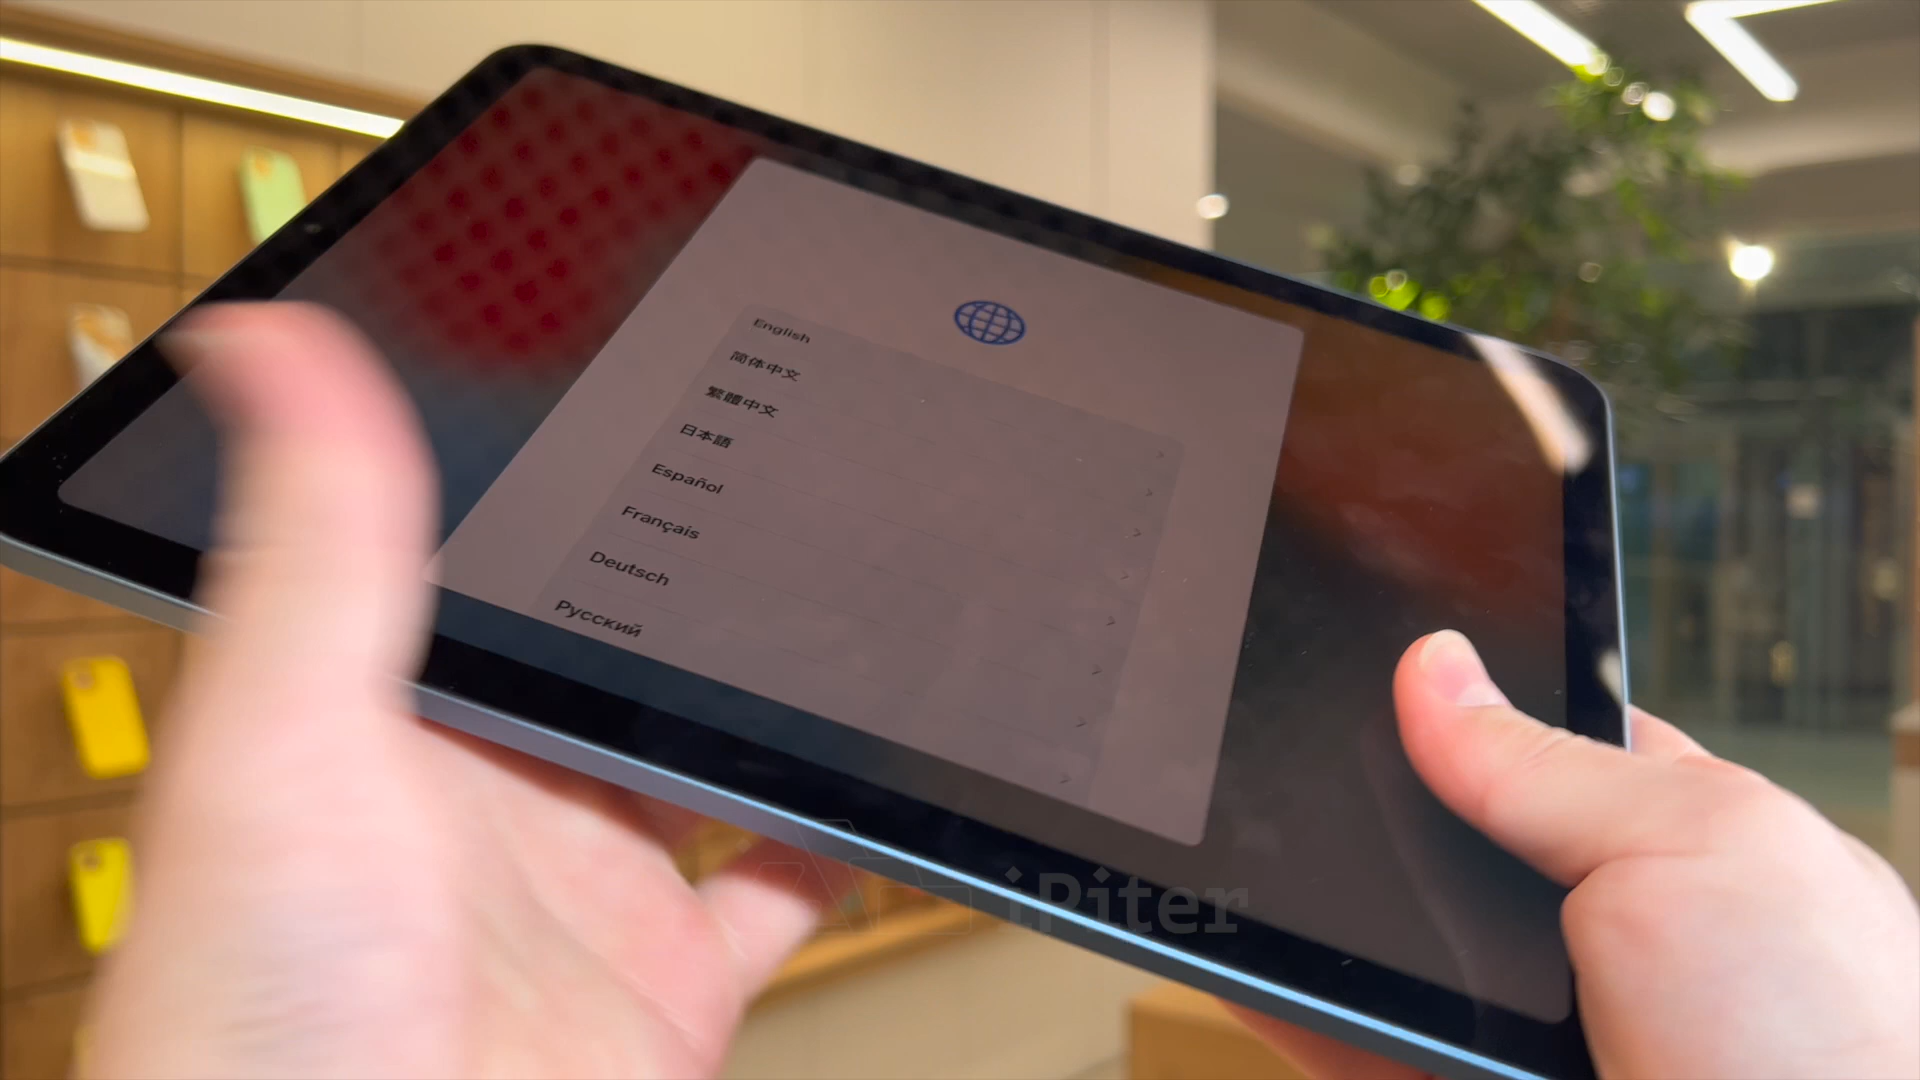 English
简体中文
繁體中文
日本語
Español
Français
Deutsch
Русский
iPiter